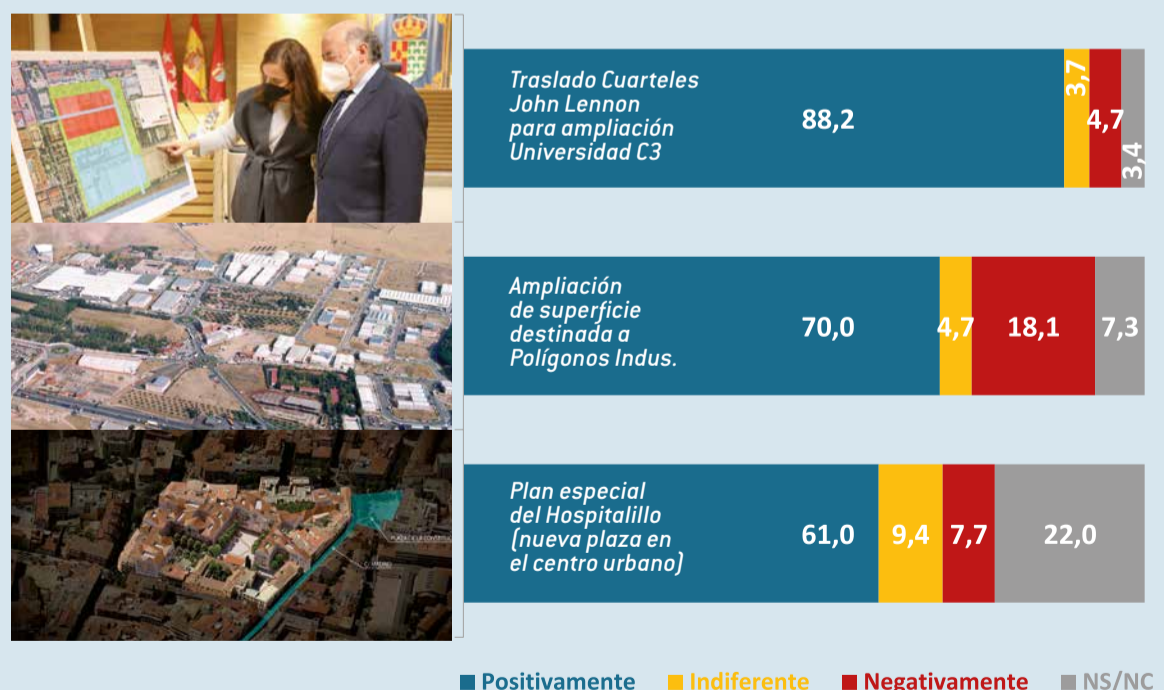 Traslado Cuarteles
John Lennon
para ampliación
Universidad C3
88,2
3,7
4,7
3,4
Ampliación
de superficie
destinada a
Polígonos Indus.
70,0
4,7
18,1
7,3
Plan especial
del Hospitalillo
(nueva plaza en
el centro urbano)
61,0
9,4
7,7
22,0
Positivamente
Indiferente
Negativamente
NS/NC